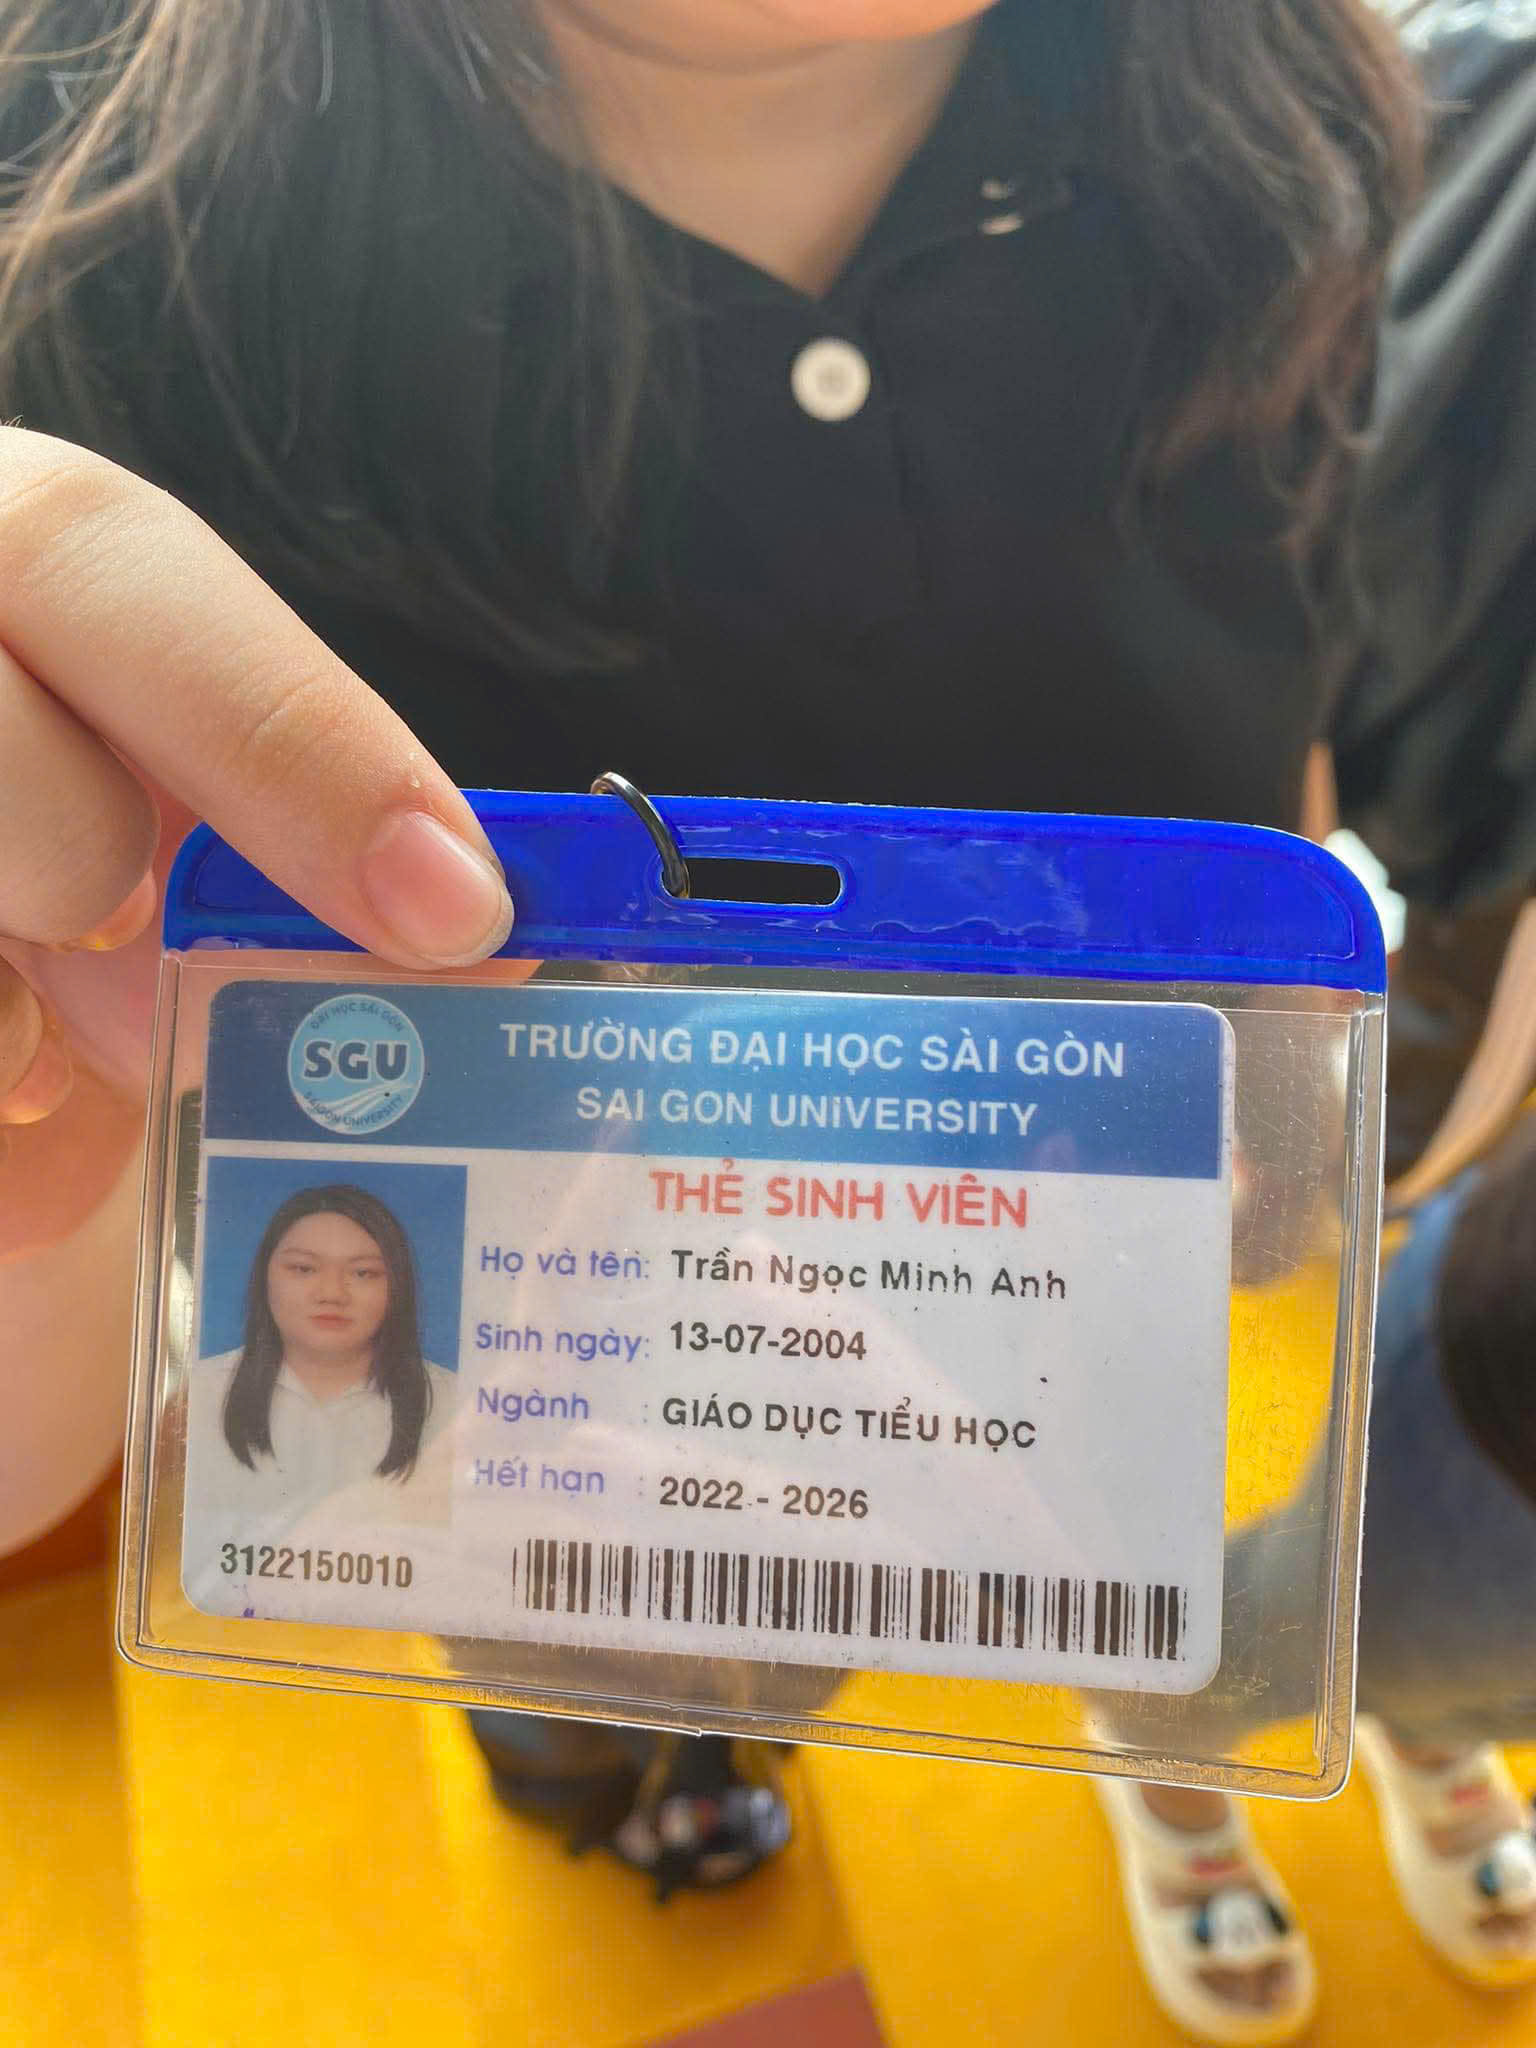 ĐẠI HỌC SÀI GÒN
SGU
SAIGON UNIVERSITY
TRƯỜNG ĐẠI HỌC SÀI GÒN
SAI GON UNIVERSITY
THẺ SINH VIÊN
Họ và tên: Trần Ngọc Minh Anh
Sinh ngày: 13-07-2004
Ngành : GIÁO DỤC TIỂU HỌC
Hết hạn : 2022 - 2026
3122150010